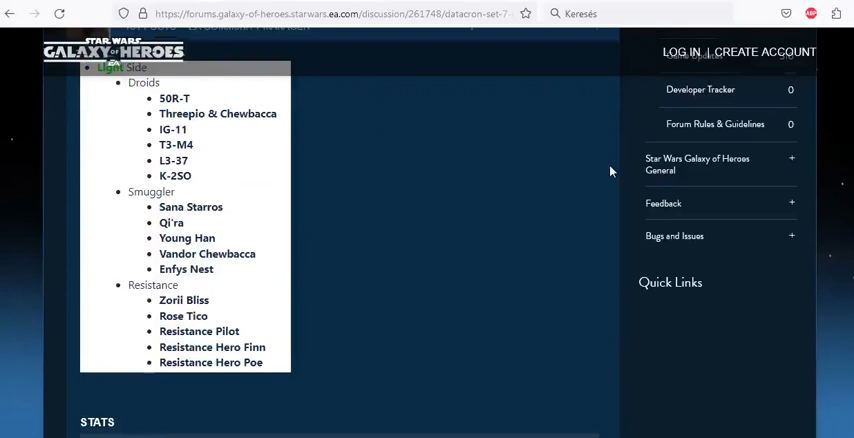 https://forums.galaxy-of-heroes.starwars.ea.com/discussion/261748/datacron-set-7-
Keresés
ABP
STAR WARS
GALAXY OF HEROES
EA
LOG IN | CREATE ACCOUNT
Light Side
Droids
50R-T
Threepio & Chewbacca
IG-11
T3-M4
L3-37
K-2SO
Smuggler
Sana Starros
Qi'ra
Young Han
Vandor Chewbacca
Enfys Nest
Resistance
Zorii Bliss
Rose Tico
Resistance Pilot
Resistance Hero Finn
Resistance Hero Poe
STATS
Developer Tracker 0
Forum Rules & Guidelines 0
Star Wars Galaxy of Heroes General +
Feedback +
Bugs and Issues +
Quick Links